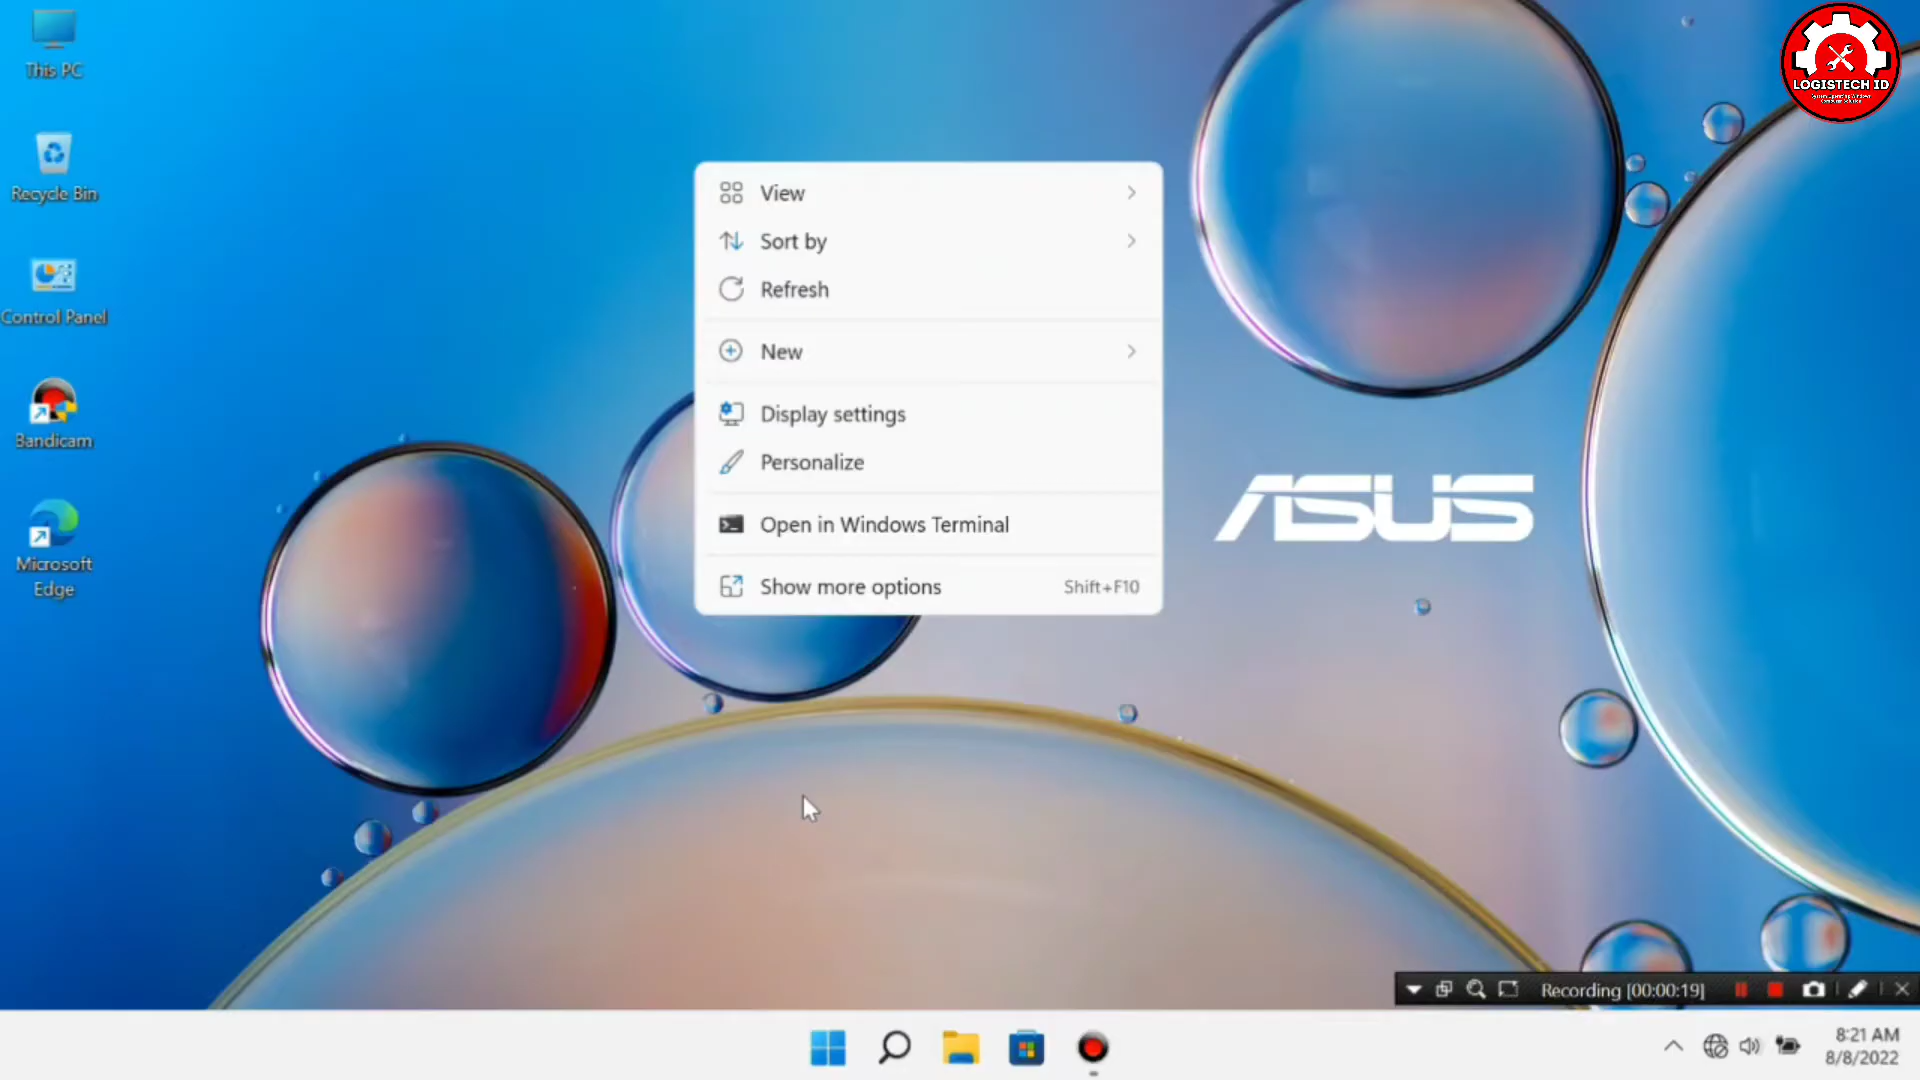 This PC
Recycle Bin
Control Panel
Bandicam
Microsoft
Edge
View
Sort by
Refresh
New
Display settings
Personalize
Open in Windows Terminal
Show more options Shift+F10
ASUS
LOGISTECH ID
Recording [00:00:19]
8:21 AM
8/8/2022